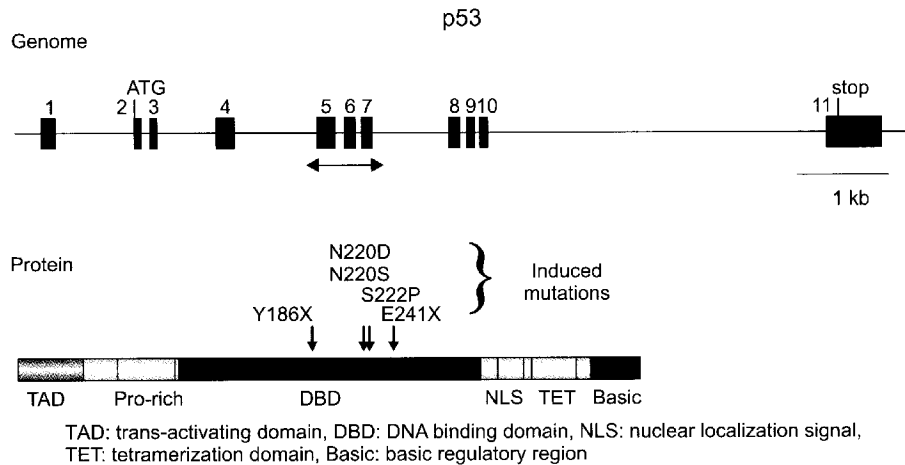 p53
Genome
ATG
stop
1 2 3 4 5 6 7 8 9 10 11
1 kb
Protein
N220D
N220S
S222P
Y186X E241X
} Induced
mutations
TAD Pro-rich DBD NLS TET Basic
TAD: trans-activating domain, DBD: DNA binding domain, NLS: nuclear localization signal,
TET: tetramerization domain, Basic: basic regulatory region